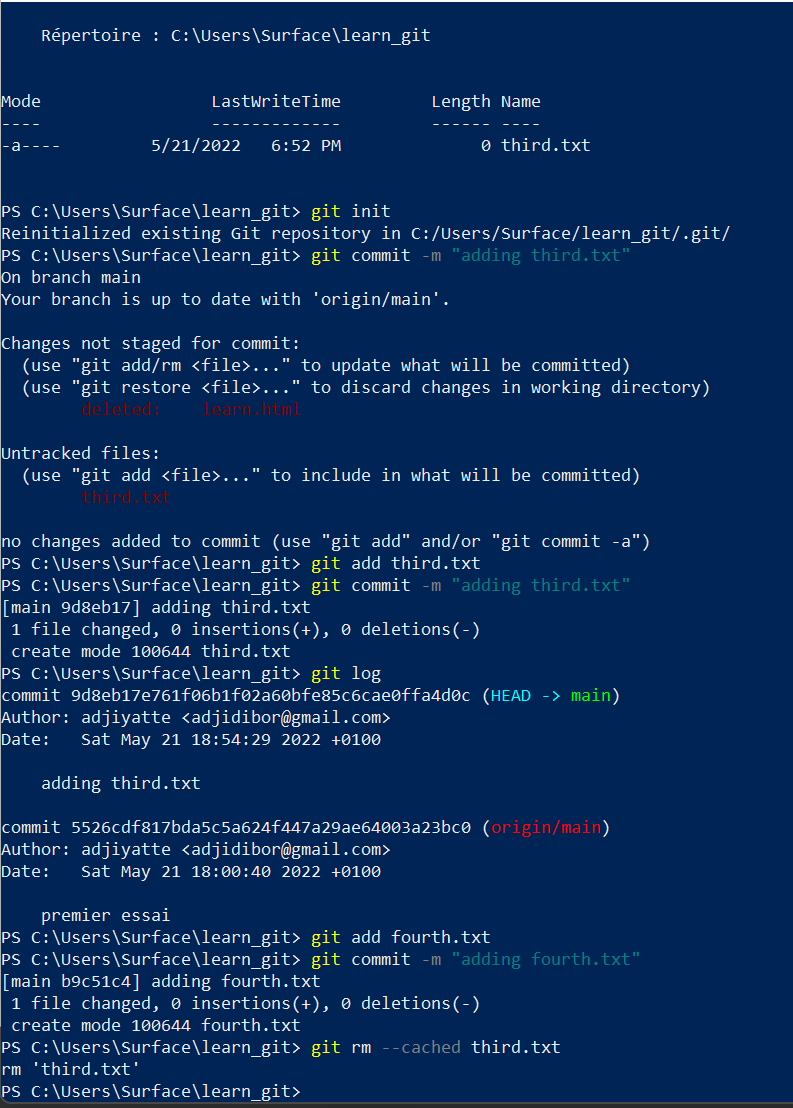 Répertoire : C:\Users\Surface\learn_git
Mode                 LastWriteTime         Length Name
----                 -------------         ------ ----
-a----         5/21/2022   6:52 PM              0 third.txt
PS C:\Users\Surface\learn_git> git init
Reinitialized existing Git repository in C:/Users/Surface/learn_git/.git/
PS C:\Users\Surface\learn_git> git commit -m "adding third.txt"
On branch main
Your branch is up to date with 'origin/main'.
Changes not staged for commit:
  (use "git add/rm <file>..." to update what will be committed)
  (use "git restore <file>..." to discard changes in working directory)
        deleted:    learn.html
Untracked files:
  (use "git add <file>..." to include in what will be committed)
        third.txt
no changes added to commit (use "git add" and/or "git commit -a")
PS C:\Users\Surface\learn_git> git add third.txt
PS C:\Users\Surface\learn_git> git commit -m "adding third.txt"
[main 9d8eb17] adding third.txt
 1 file changed, 0 insertions(+), 0 deletions(-)
 create mode 100644 third.txt
PS C:\Users\Surface\learn_git> git log
commit 9d8eb17e761f06b1f02a60bfe85c6cae0ffa4d0c (HEAD -> main)
Author: adjiyatte <adjidibor@gmail.com>
Date:   Sat May 21 18:54:29 2022 +0100
    adding third.txt
commit 5526cdf817bda5c5a624f447a29ae64003a23bc0 (origin/main)
Author: adjiyatte <adjidibor@gmail.com>
Date:   Sat May 21 18:00:40 2022 +0100
    premier essai
PS C:\Users\Surface\learn_git> git add fourth.txt
PS C:\Users\Surface\learn_git> git commit -m "adding fourth.txt"
[main b9c51c4] adding fourth.txt
 1 file changed, 0 insertions(+), 0 deletions(-)
 create mode 100644 fourth.txt
PS C:\Users\Surface\learn_git> git rm --cached third.txt
rm 'third.txt'
PS C:\Users\Surface\learn_git>